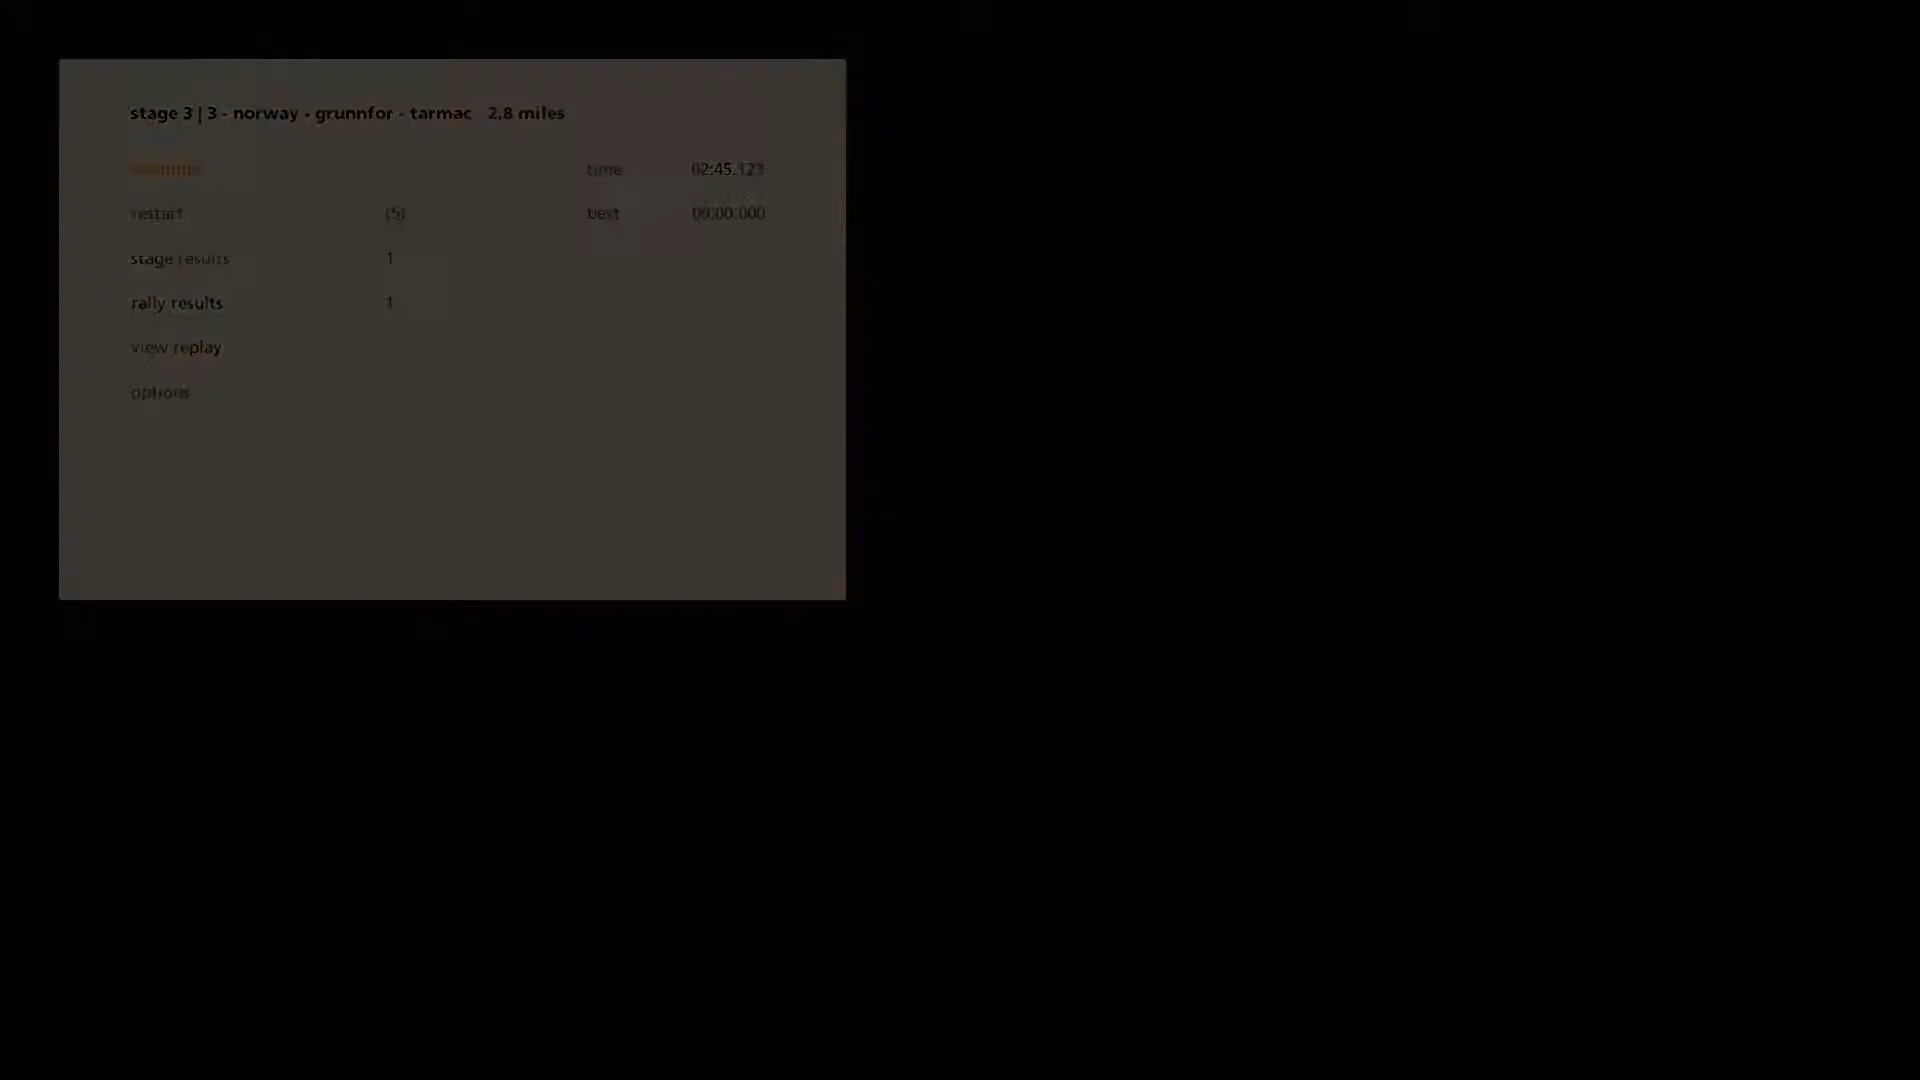 stage 3 | 3 - norway - grunnfor - tarmac 2.8 miles
time 02:45.123
restart (5) best 00:00.000
stage results 1
rally results 1
view replay
options